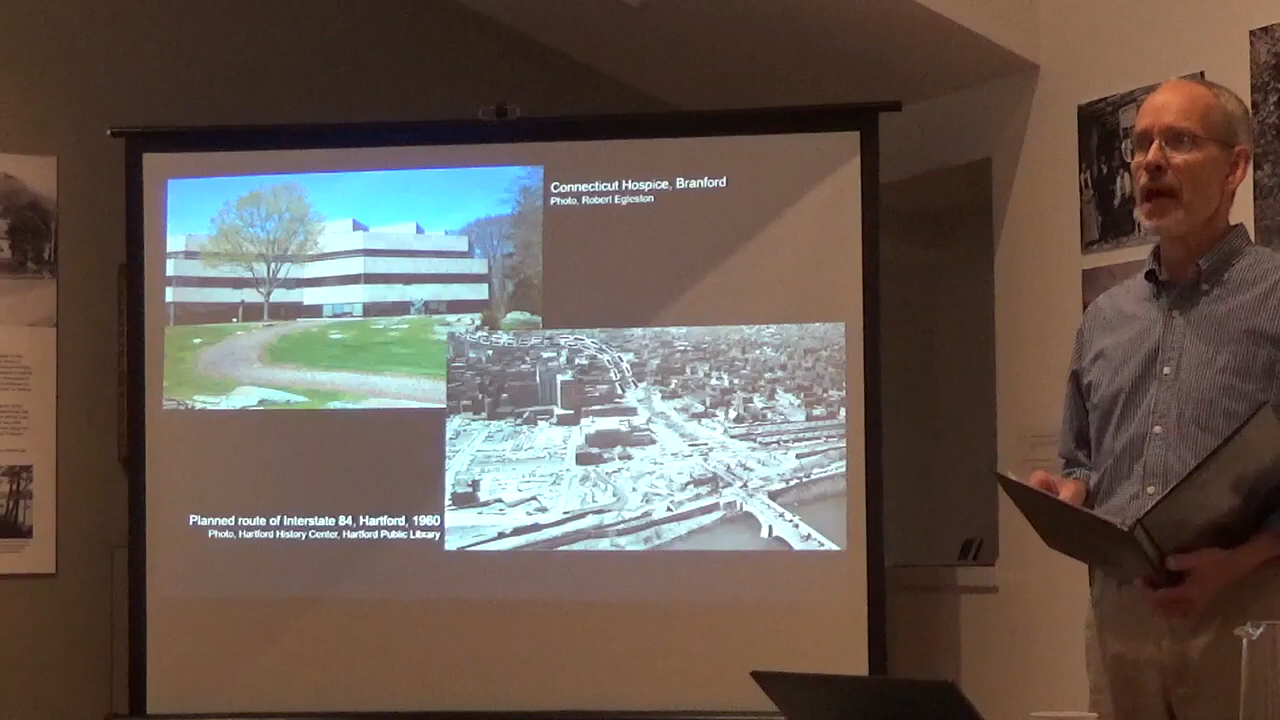 Connecticut Hospice, Branford
Photo, Robert Egleston
Planned route of Interstate 84, Hartford, 1960
Photo, Hartford History Center, Hartford Public Library